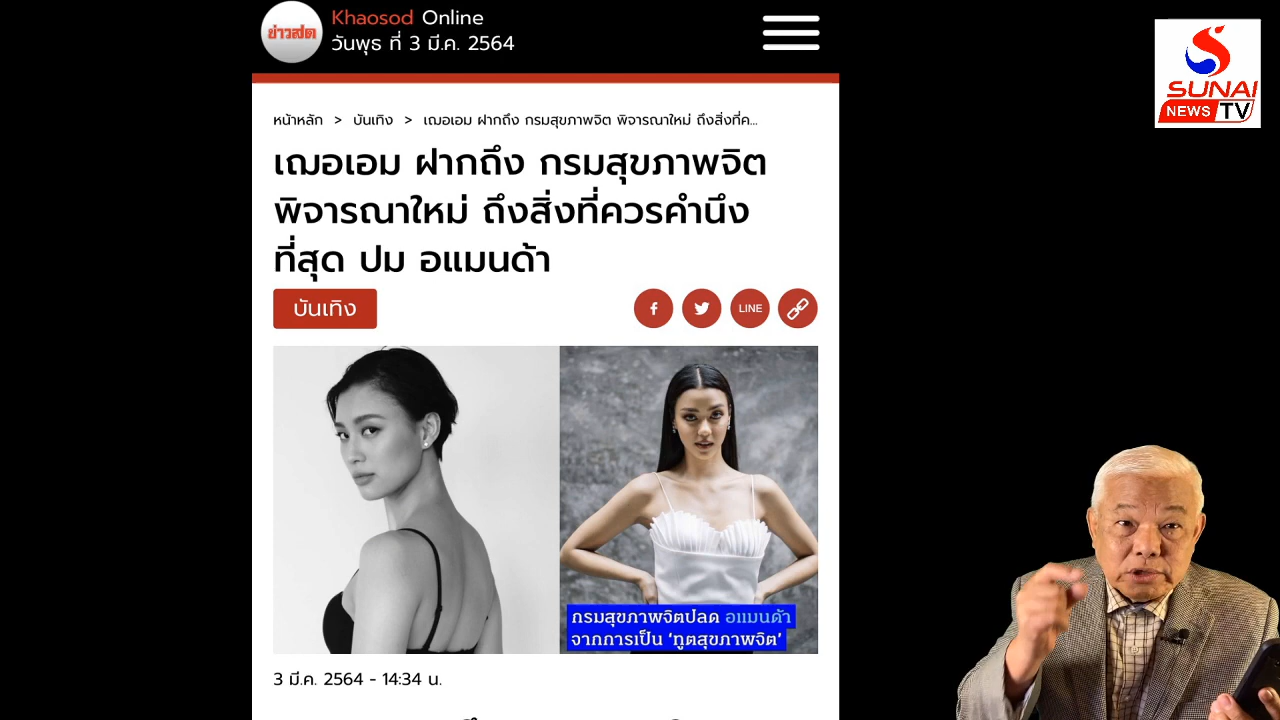 ข่าวสด
Khaosod Online
วันพุธ ที่ 3 มี.ค. 2564
SUNAI
NEWS TV
หน้าหลัก > บันเทิง > เฌอเอม ฝากถึง กรมสุขภาพจิต พิจารณาใหม่ ถึงสิ่งที่ค...
เฌอเอม ฝากถึง กรมสุขภาพจิต
พิจารณาใหม่ ถึงสิ่งที่ควรคำนึง
ที่สุด ปม อแมนด้า
บันเทิง
LINE
กรมสุขภาพจิตปลด อแมนด้า
จากการเป็น ‘ทูตสุขภาพจิต’
3 มี.ค. 2564 - 14:34 น.